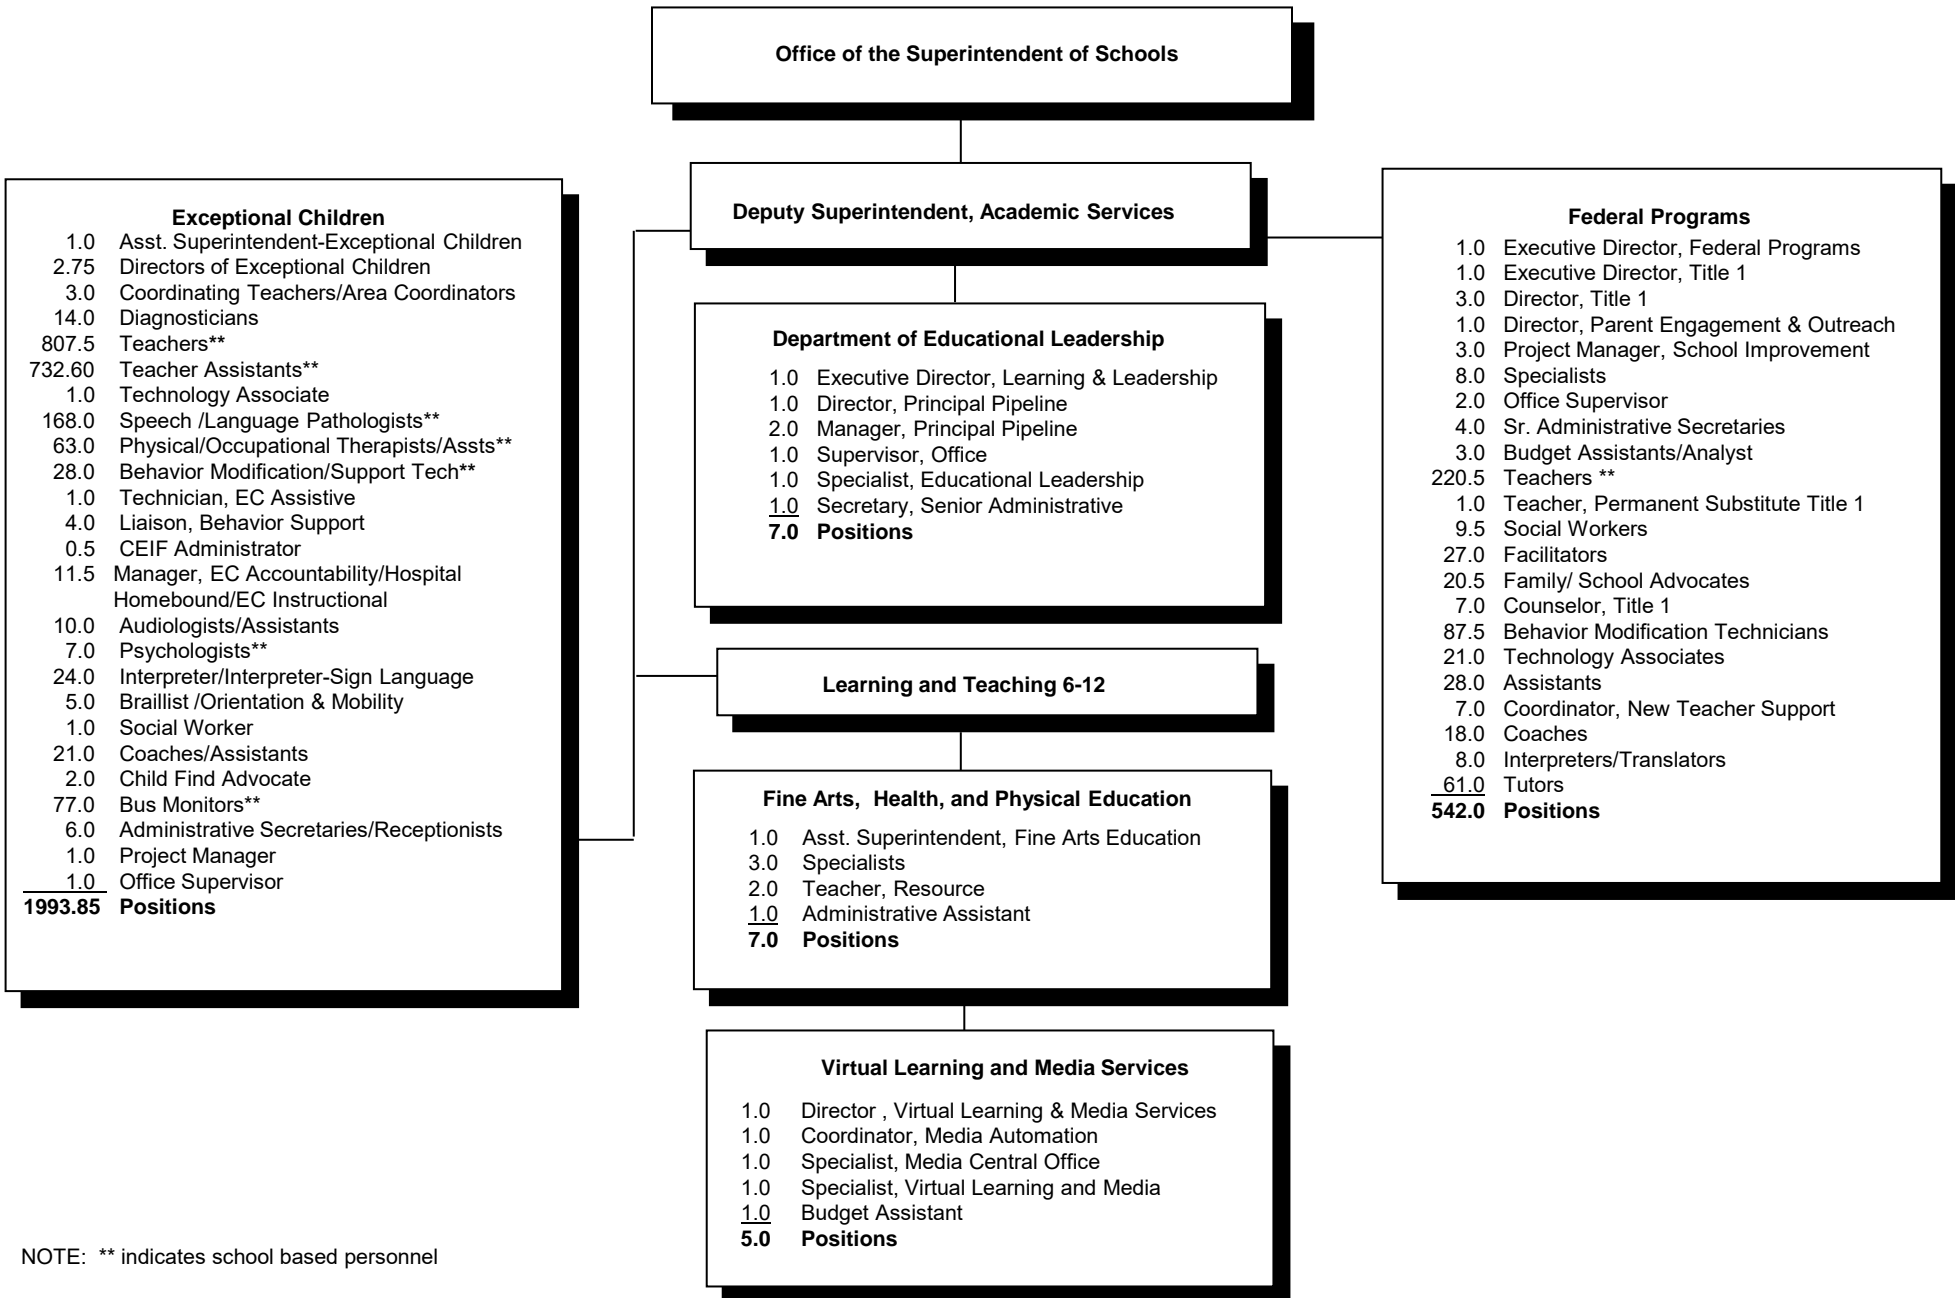 Office of the Superintendent of Schools
Deputy Superintendent, Academic Services
Exceptional Children
1.0 Asst. Superintendent-Exceptional Children
2.75 Directors of Exceptional Children
3.0 Coordinating Teachers/Area Coordinators
14.0 Diagnosticians
807.5 Teachers**
732.60 Teacher Assistants**
1.0 Technology Associate
168.0 Speech /Language Pathologists**
63.0 Physical/Occupational Therapists/Assts**
28.0 Behavior Modification/Support Tech**
1.0 Technician, EC Assistive
4.0 Liaison, Behavior Support
0.5 CEIF Administrator
11.5 Manager, EC Accountability/Hospital
Homebound/EC Instructional
10.0 Audiologists/Assistants
7.0 Psychologists**
24.0 Interpreter/Interpreter-Sign Language
5.0 Braillist /Orientation & Mobility
1.0 Social Worker
21.0 Coaches/Assistants
2.0 Child Find Advocate
77.0 Bus Monitors**
6.0 Administrative Secretaries/Receptionists
1.0 Project Manager
1.0 Office Supervisor
1993.85 Positions
Department of Educational Leadership
1.0 Executive Director, Learning & Leadership
1.0 Director, Principal Pipeline
2.0 Manager, Principal Pipeline
1.0 Supervisor, Office
1.0 Specialist, Educational Leadership
1.0 Secretary, Senior Administrative
7.0 Positions
Learning and Teaching 6-12
Fine Arts, Health, and Physical Education
1.0 Asst. Superintendent, Fine Arts Education
3.0 Specialists
2.0 Teacher, Resource
1.0 Administrative Assistant
7.0 Positions
Virtual Learning and Media Services
1.0 Director , Virtual Learning & Media Services
1.0 Coordinator, Media Automation
1.0 Specialist, Media Central Office
1.0 Specialist, Virtual Learning and Media
1.0 Budget Assistant
5.0 Positions
Federal Programs
1.0 Executive Director, Federal Programs
1.0 Executive Director, Title 1
3.0 Director, Title 1
1.0 Director, Parent Engagement & Outreach
3.0 Project Manager, School Improvement
8.0 Specialists
2.0 Office Supervisor
4.0 Sr. Administrative Secretaries
3.0 Budget Assistants/Analyst
220.5 Teachers **
1.0 Teacher, Permanent Substitute Title 1
9.5 Social Workers
27.0 Facilitators
20.5 Family/ School Advocates
7.0 Counselor, Title 1
87.5 Behavior Modification Technicians
21.0 Technology Associates
28.0 Assistants
7.0 Coordinator, New Teacher Support
18.0 Coaches
8.0 Interpreters/Translators
61.0 Tutors
542.0 Positions
NOTE: ** indicates school based personnel